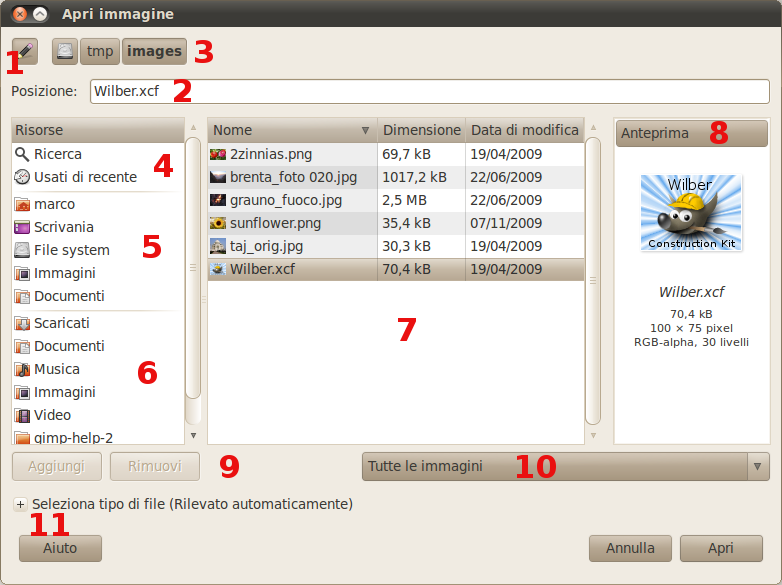 Apri immagine
1
tmp
images
3
Posizione:
Wilber.xcf
2
Risorse
Ricerca
Usati di recente
4
marco
Scrivania
File system
5
Immagini
Documenti
Scaricati
Documenti
Musica
6
Immagini
Video
gimp-help-2
Nome Dimensione Data di modifica
2zinnias.png 69,7 kB 19/04/2009
brenta_foto 020.jpg 1017,2 kB 22/06/2009
grauno_fuoco.jpg 2,5 MB 22/06/2009
sunflower.png 35,4 kB 07/11/2009
taj_orig.jpg 30,3 kB 19/04/2009
Wilber.xcf 70,4 kB 19/04/2009
7
Anteprima
8
Wilber
Construction Kit
Wilber.xcf
70,4 kB
100 × 75 pixel
RGB-alpha, 30 livelli
Aggiungi
Rimuovi
9
Tutte le immagini
10
Seleziona tipo di file (Rilevato automaticamente)
11
Aiuto
Annulla
Apri